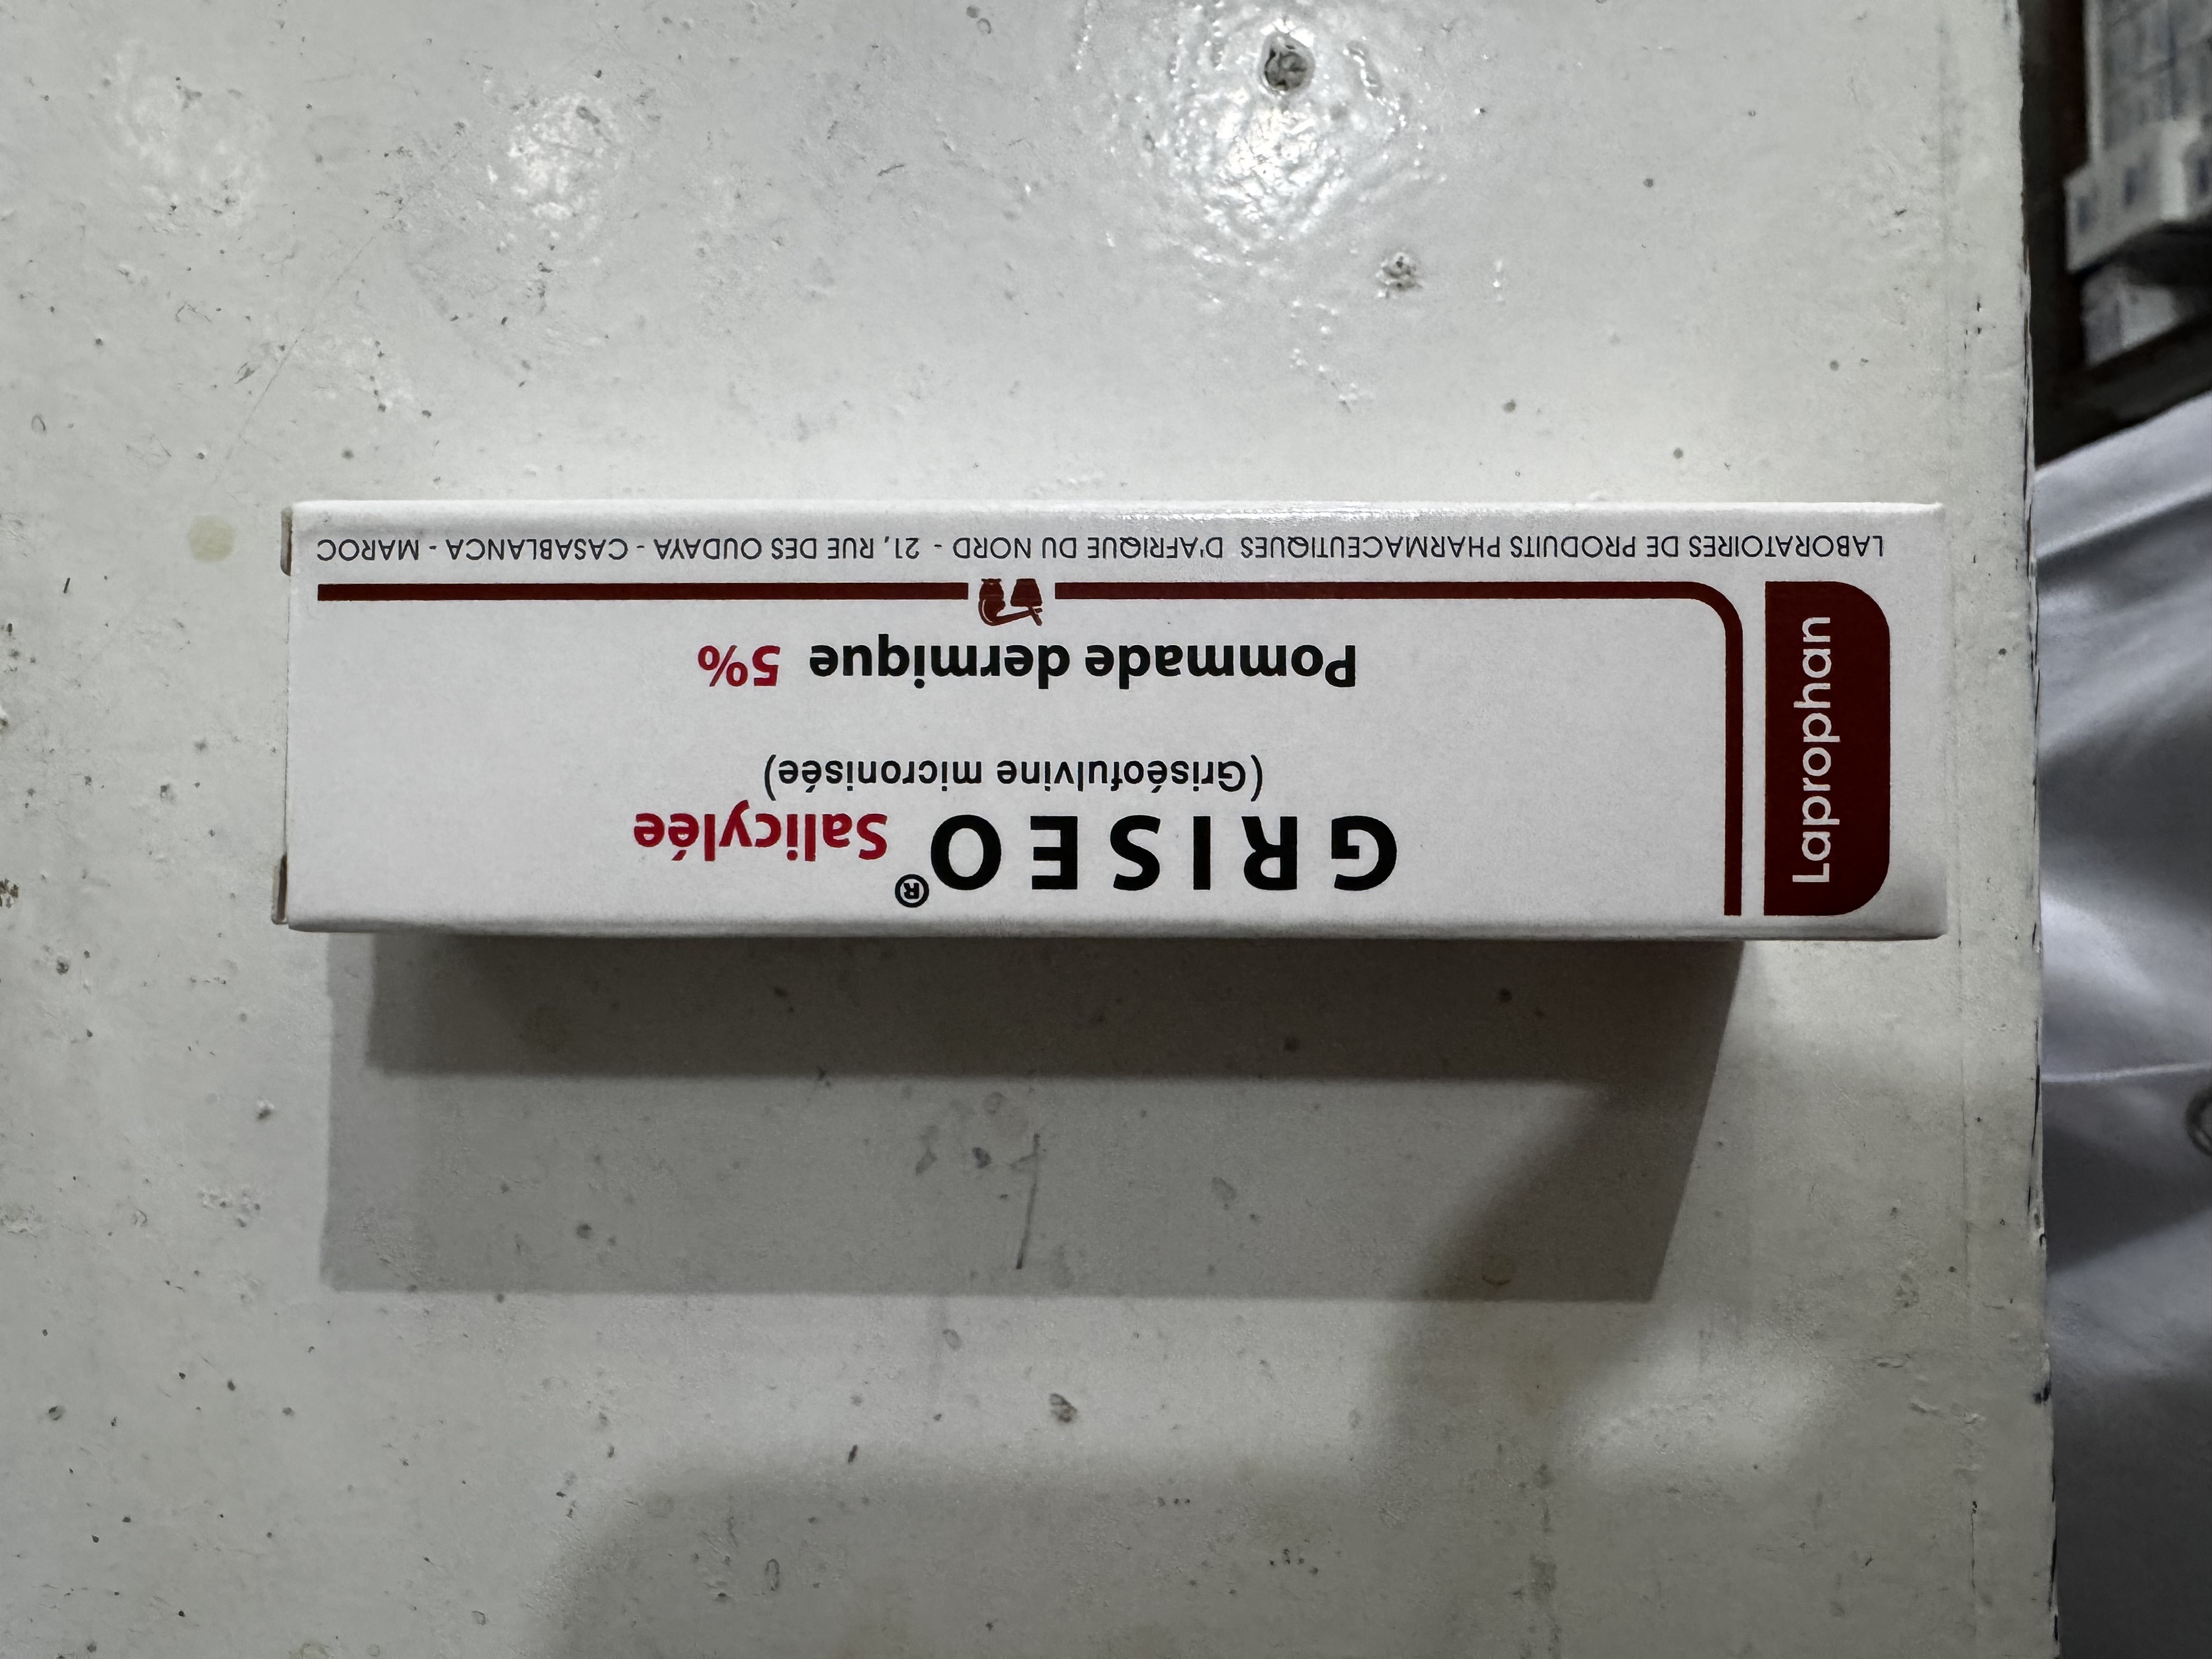 Laprophan
GRISEO® Salicylée
(Griséofulvine micronisée)
Pommade dermique 5%
LABORATOIRES DE PRODUITS PHARMACEUTIQUES D'AFRIQUE DU NORD - 21, RUE DES OUDAYA - CASABLANCA - MAROC